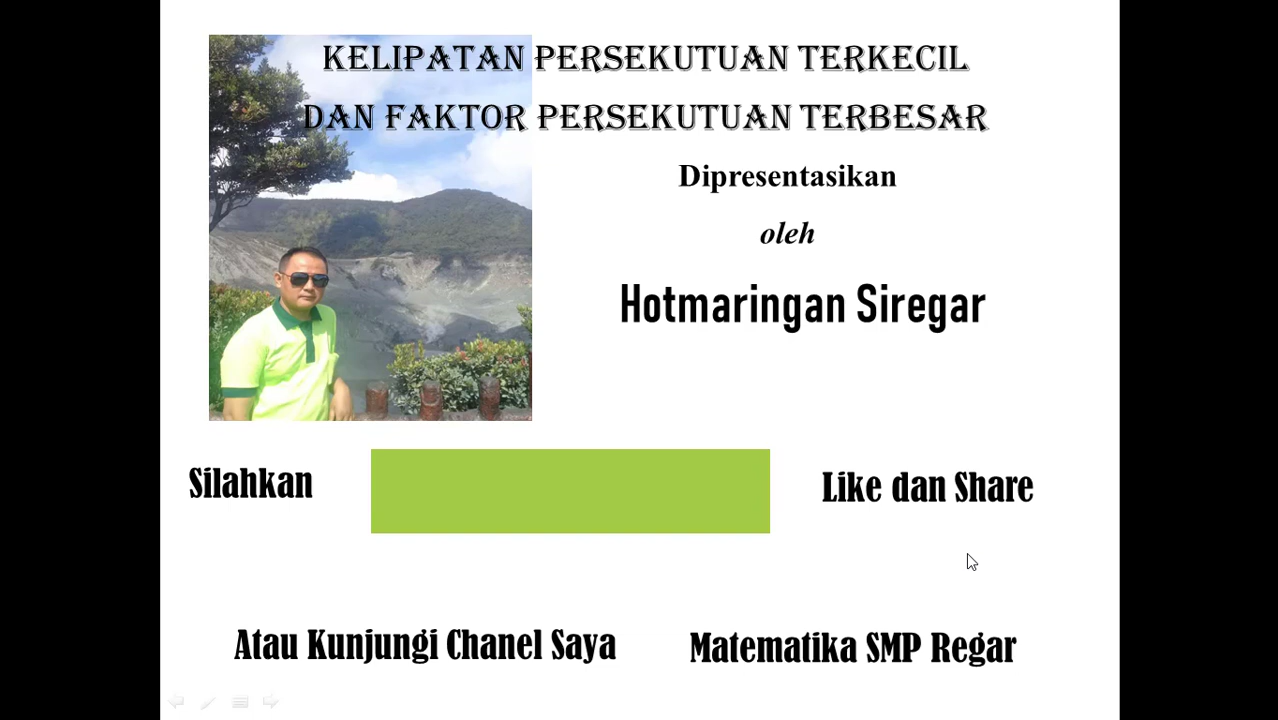 KELIPATAN PERSEKUTUAN TERKECIL
DAN FAKTOR PERSEKUTUAN TERBESAR
Dipresentasikan
oleh
Hotmaringan Siregar
Silahkan
Like dan Share
Atau Kunjungi Chanel Saya
Matematika SMP Regar